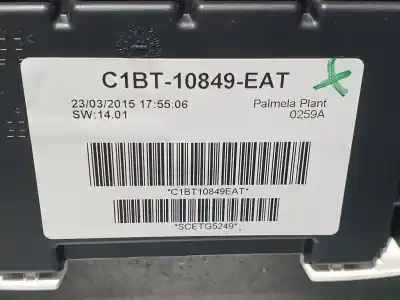 C1BT-10849-EAT
23/03/2015 17:55:06 Palmela Plant
SW:14.01 0259A
*C1BT10849EAT*
*SCETG5249*